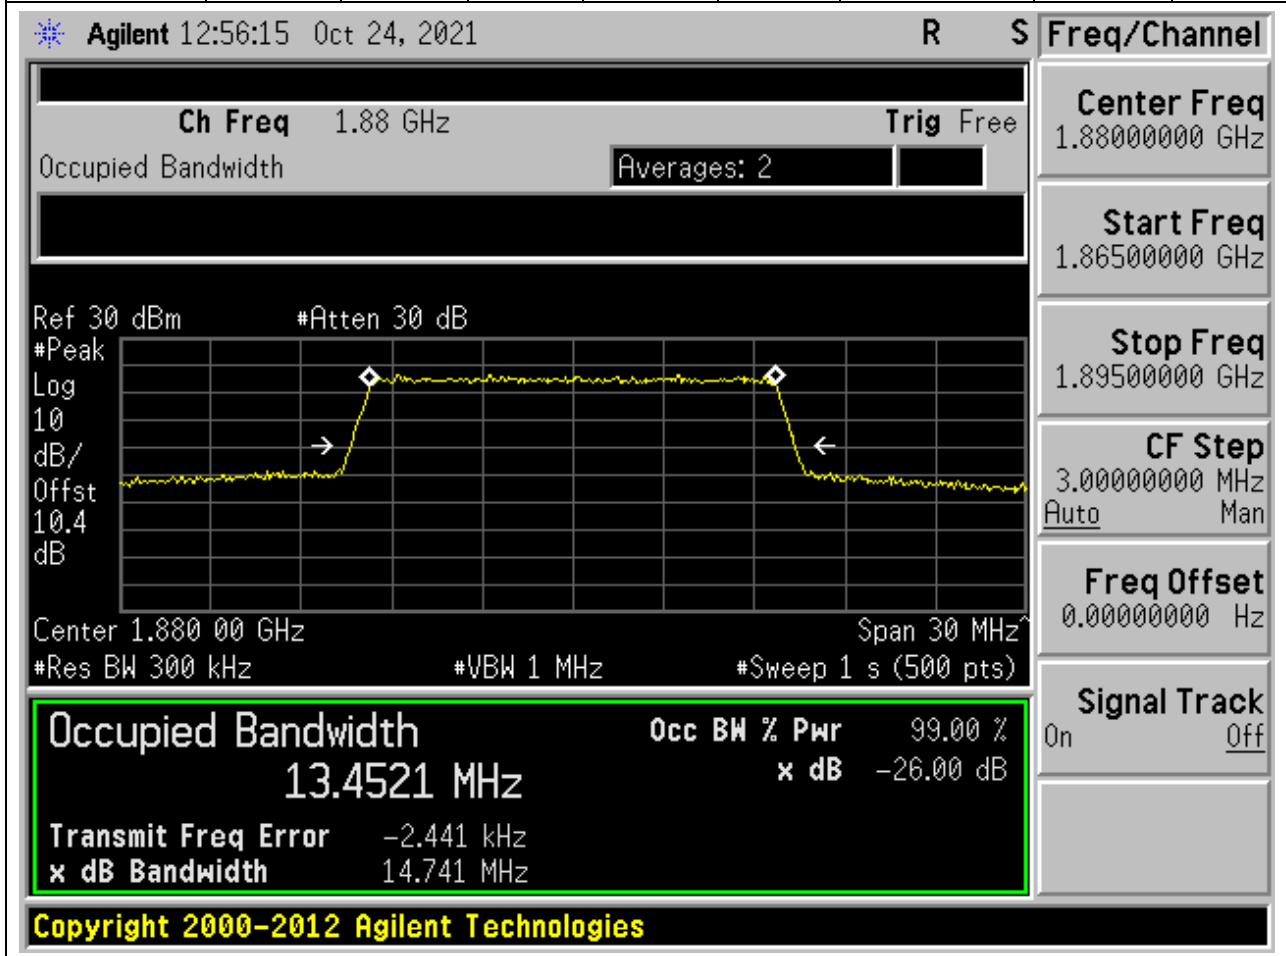 Agilent 12:56:15 Oct 24, 2021 R S Freq/Channel
Ch Freq 1.88 GHz Trig Free
Occupied Bandwidth Averages: 2
Center Freq
1.88000000 GHz
Start Freq
1.86500000 GHz
Stop Freq
1.89500000 GHz
CF Step
3.00000000 MHz
Auto Man
Freq Offset
0.00000000 Hz
Signal Track
On Off
Ref 30 dBm #Atten 30 dB
#Peak
Log
10
dB/
Offst
10.4
dB
Center 1.880 00 GHz Span 30 MHz^
#Res BW 300 kHz #VBW 1 MHz #Sweep 1 s (500 pts)
Occupied Bandwidth Occ BW % Pwr 99.00 %
13.4521 MHz x dB -26.00 dB
Transmit Freq Error -2.441 kHz
x dB Bandwidth 14.741 MHz
Copyright 2000-2012 Agilent Technologies